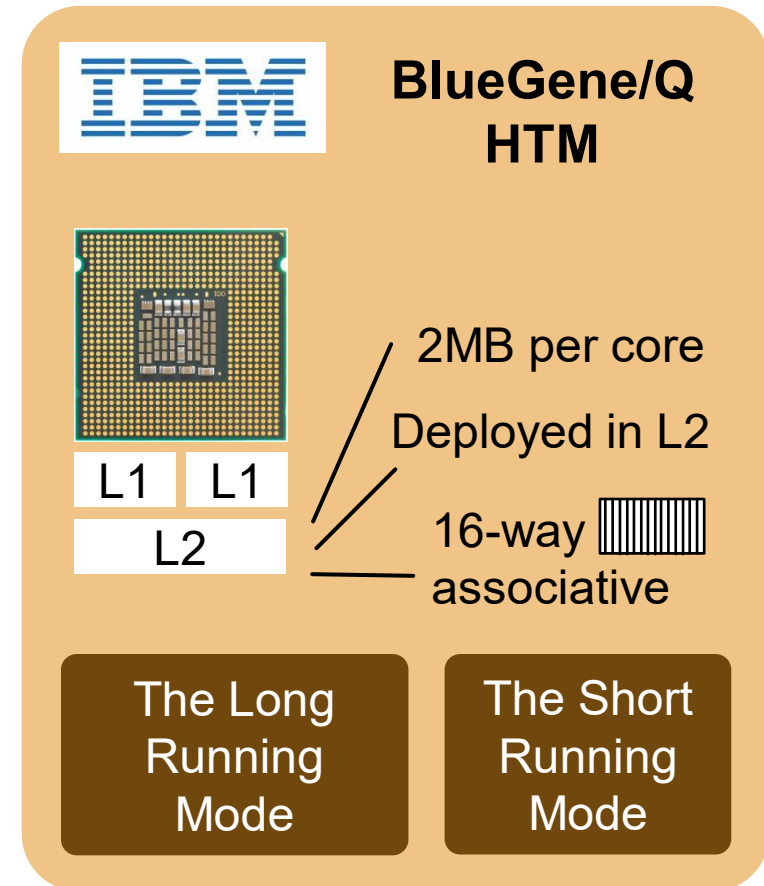 IBM
BlueGene/Q
HTM
100
2MB per core
Deployed in L2
L1
L1
L2
16-way
associative
The Long
Running
Mode
The Short
Running
Mode